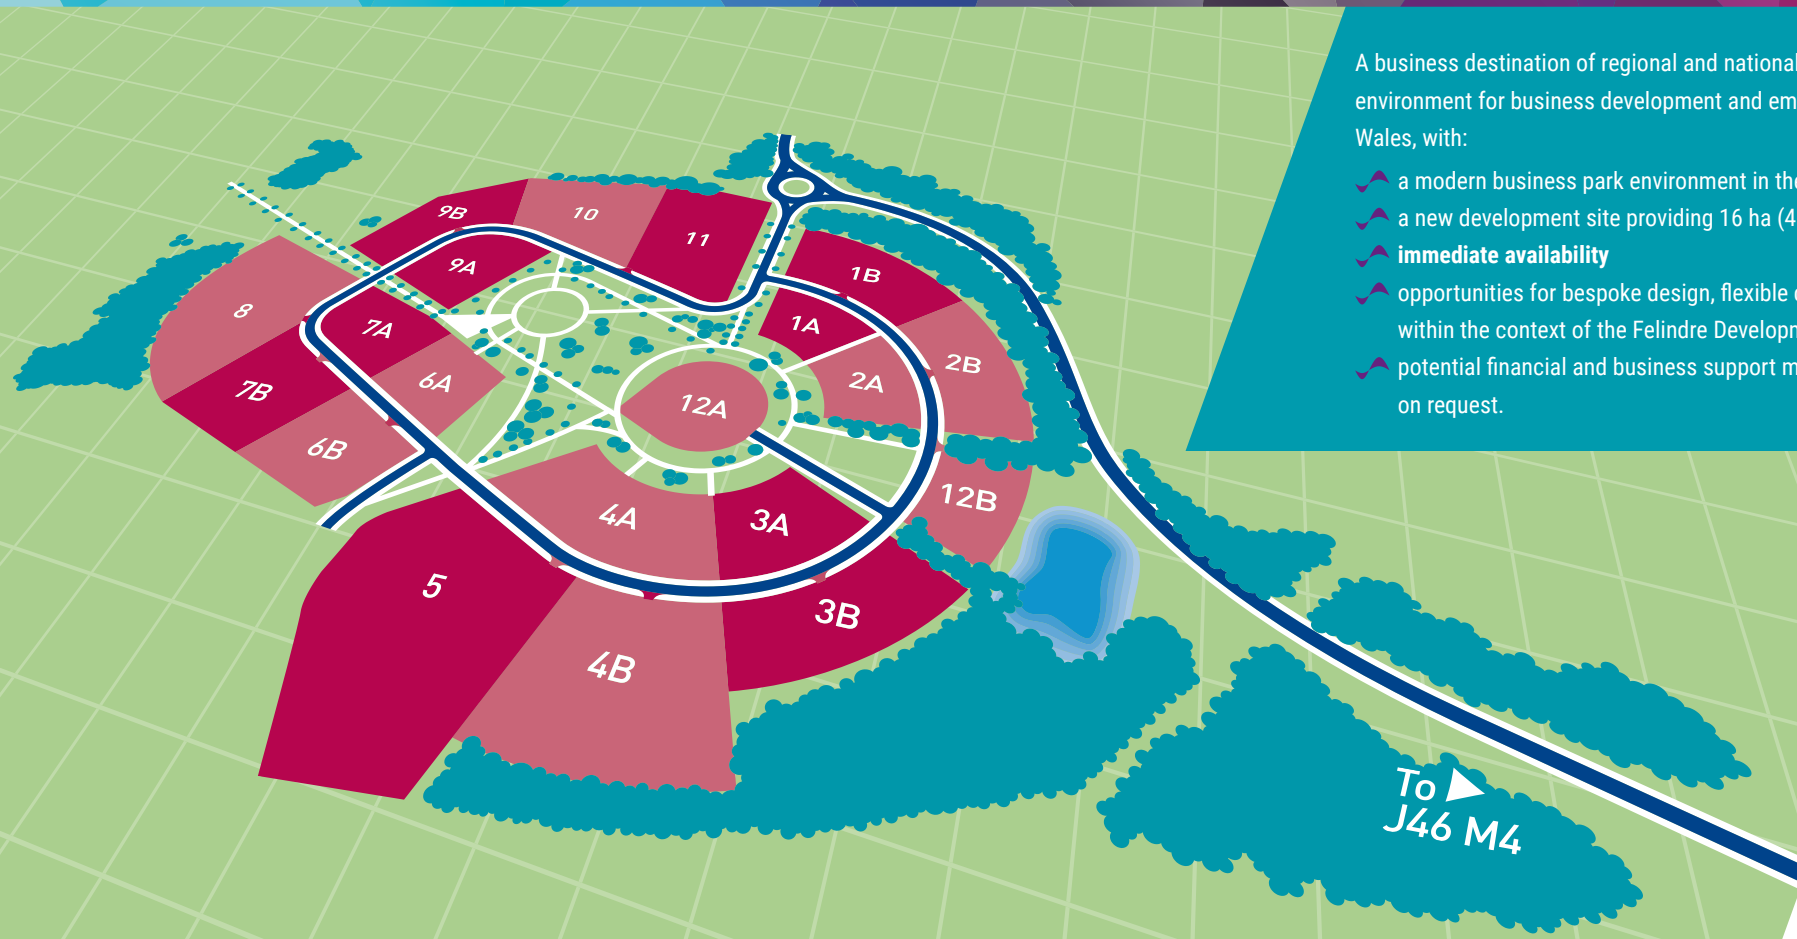 A business destination of regional and national
environment for business development and em
Wales, with:
a modern business park environment in the
a new development site providing 16 ha (4
immediate availability
opportunities for bespoke design, flexible
within the context of the Felindre Developm
potential financial and business support m
on request.
9B
10
11
9A
1B
8
7A
1A
2B
7B
6A
2A
12A
6B
12B
4A
3A
5
3B
4B
To
J46 M4